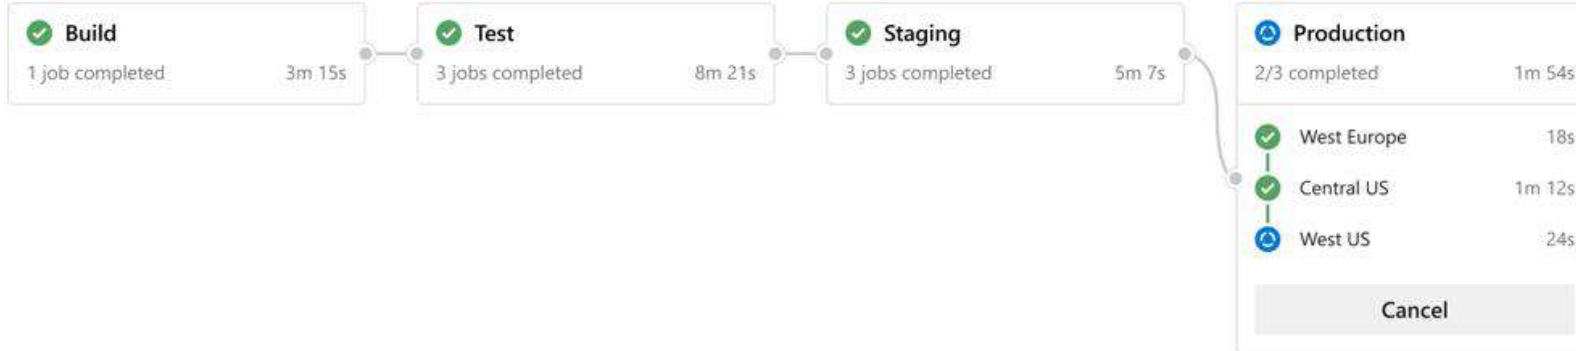 Build
1 job completed 3m 15s
Test
3 jobs completed 8m 21s
Staging
3 jobs completed 5m 7s
Production
2/3 completed 1m 54s
West Europe 18s
Central US 1m 12s
West US 24s
Cancel